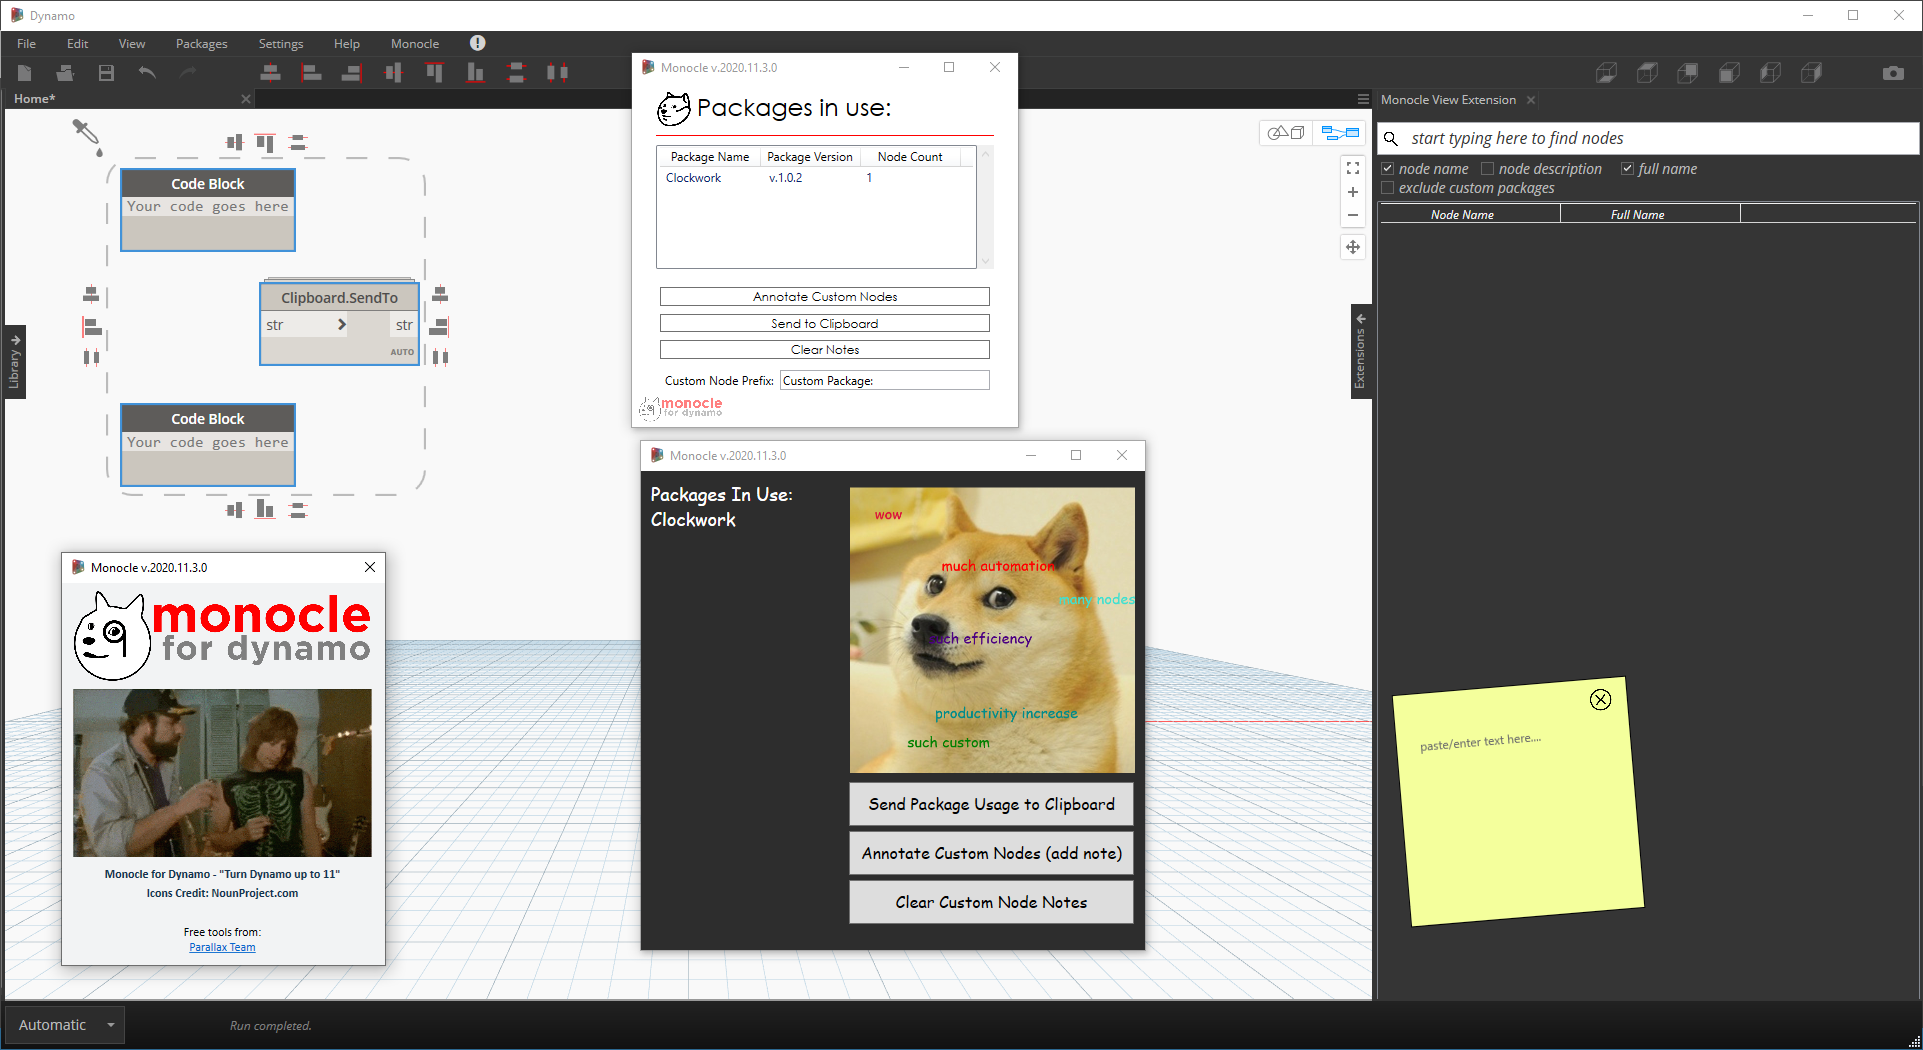 Dynamo
File Edit View Packages Settings Help Monocle
Home*
Code Block
Your code goes here
Clipboard.SendTo
str > str
AUTO
Code Block
Your code goes here
Library
Monocle v.2020.11.3.0
monocle
for dynamo
Monocle for Dynamo - "Turn Dynamo up to 11"
Icons Credit: NounProject.com
Free tools from:
Parallax Team
Monocle v.2020.11.3.0
Packages in use:
Package Name Package Version Node Count
Clockwork v.1.0.2 1
Annotate Custom Nodes
Send to Clipboard
Clear Notes
Custom Node Prefix: Custom Package:
monocle
for dynamo
Monocle v.2020.11.3.0
Packages In Use:
Clockwork
wow
much automation
many nodes
such efficiency
productivity increase
such custom
Send Package Usage to Clipboard
Annotate Custom Nodes (add note)
Clear Custom Node Notes
Extensions
Monocle View Extension
start typing here to find nodes
node name node description full name
exclude custom packages
Node Name Full Name
paste/enter text here....
Automatic
Run completed.